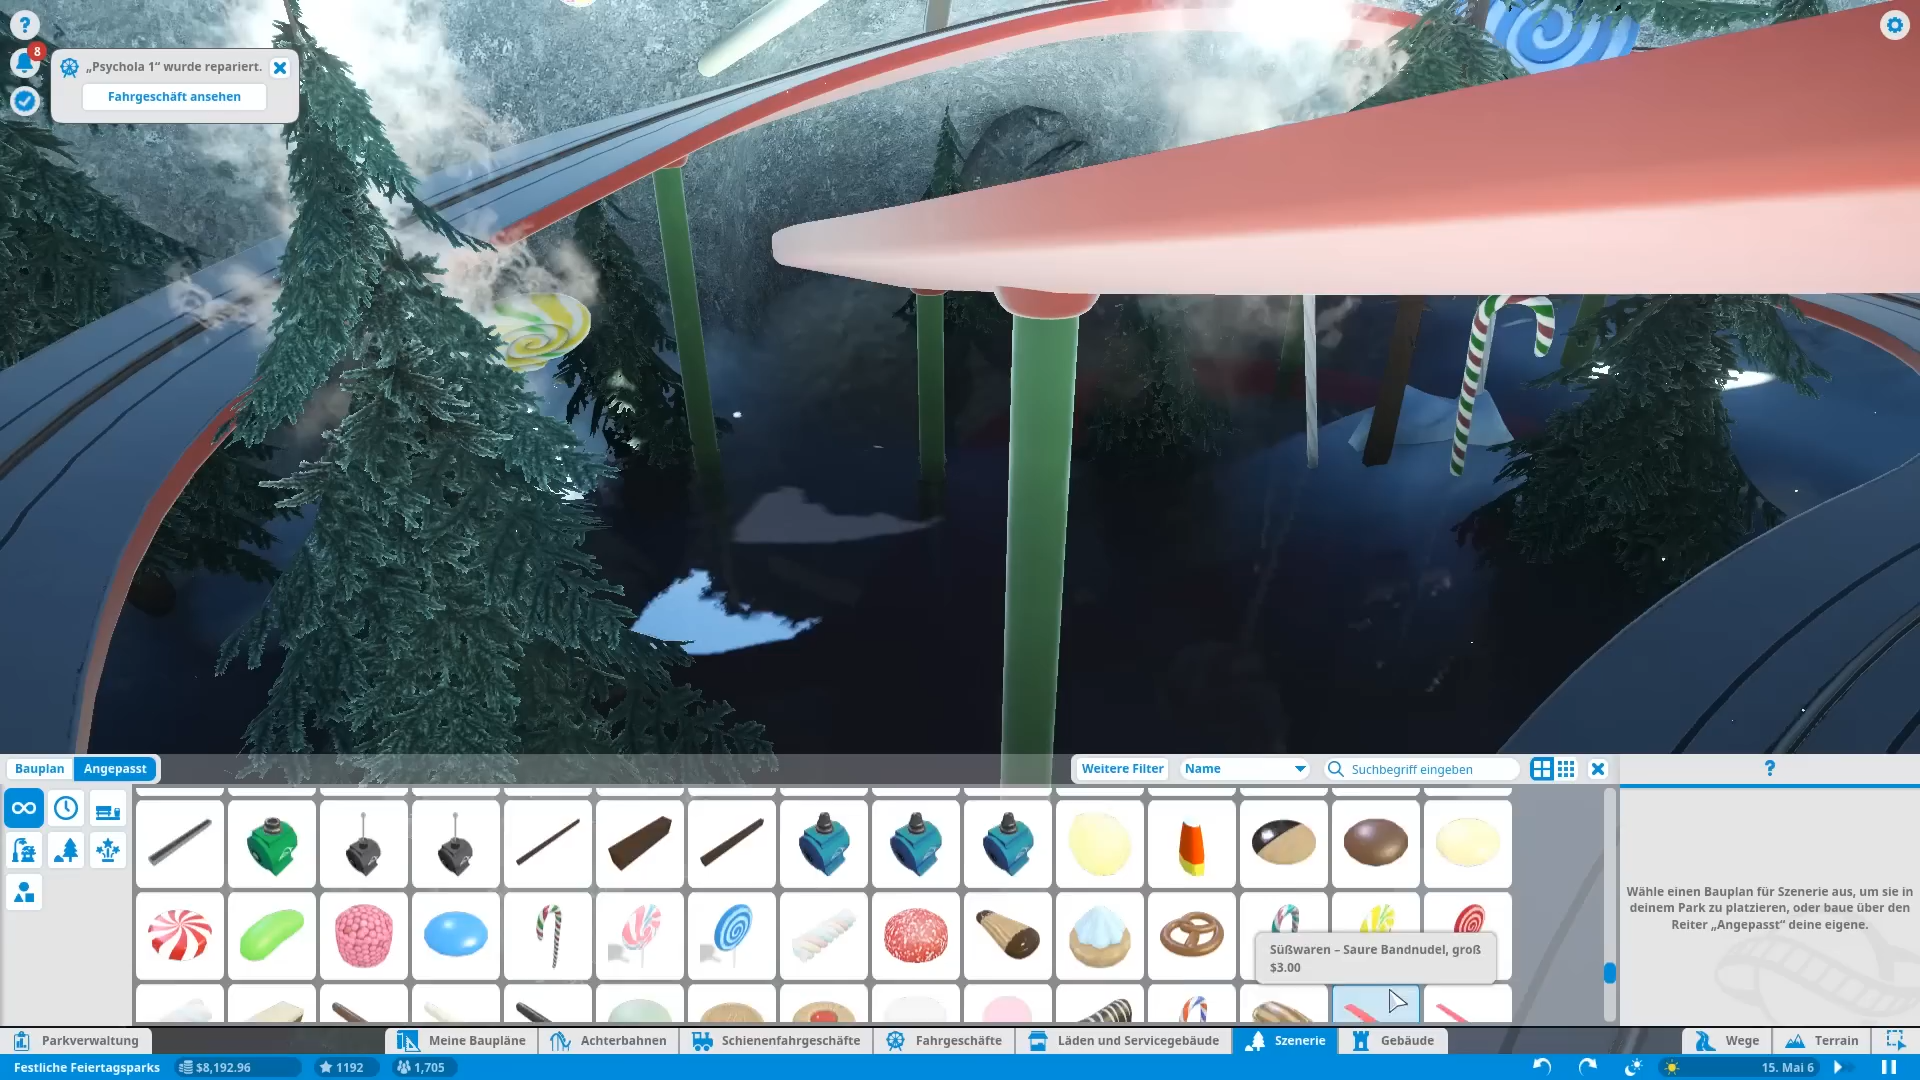 8
„Psychola 1“ wurde repariert.
Fahrgeschäft ansehen
Bauplan
Angepasst
Weitere Filter
Name
Suchbegriff eingeben
Süßwaren – Saure Bandnudel, groß
$3.00
Wähle einen Bauplan für Szenerie aus, um sie in
deinem Park zu platzieren, oder baue über den
Reiter „Angepasst“ deine eigene.
Parkverwaltung
Meine Baupläne
Achterbahnen
Schienenfahrgeschäfte
Fahrgeschäfte
Läden und Servicegebäude
Szenerie
Gebäude
Wege
Terrain
Festliche Feiertagsparks
$8,192.96
1192
1,705
15. Mai 6